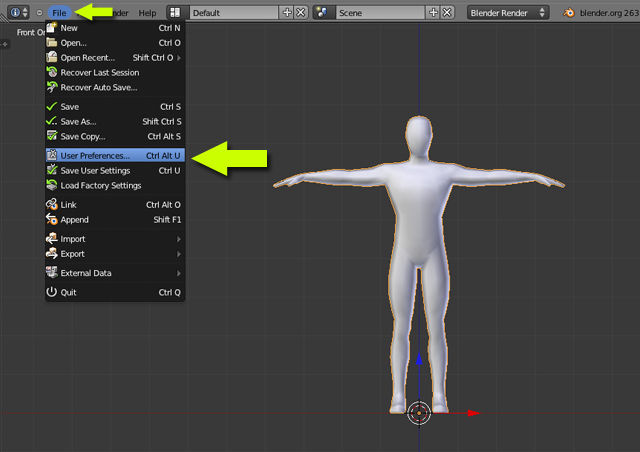 File
Help
Default
Scene
Blender Render
blender.org 263
Front Or
New Ctrl N
Open... Ctrl O
Open Recent... Shift Ctrl O
Recover Last Session
Recover Auto Save...
Save Ctrl S
Save As... Shift Ctrl S
Save Copy... Ctrl Alt S
User Preferences... Ctrl Alt U
Save User Settings Ctrl U
Load Factory Settings
Link Ctrl Alt O
Append Shift F1
Import
Export
External Data
Quit Ctrl Q